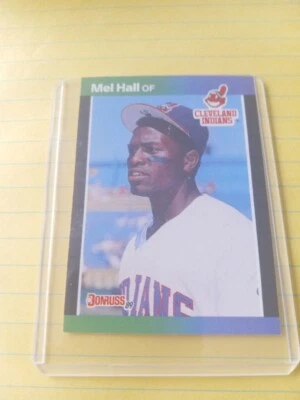 Mel Hall OF
CLEVELAND
INDIANS
DIANS
DONRUSS 89